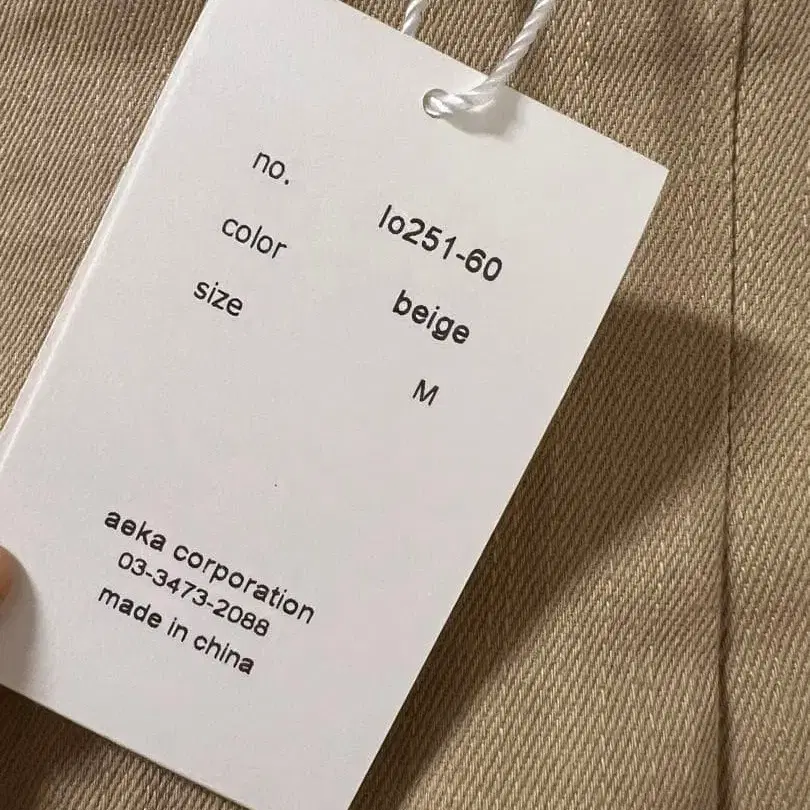 no. lo251-60
color beige
size M
aeka corporation
03-3473-2088
made in china